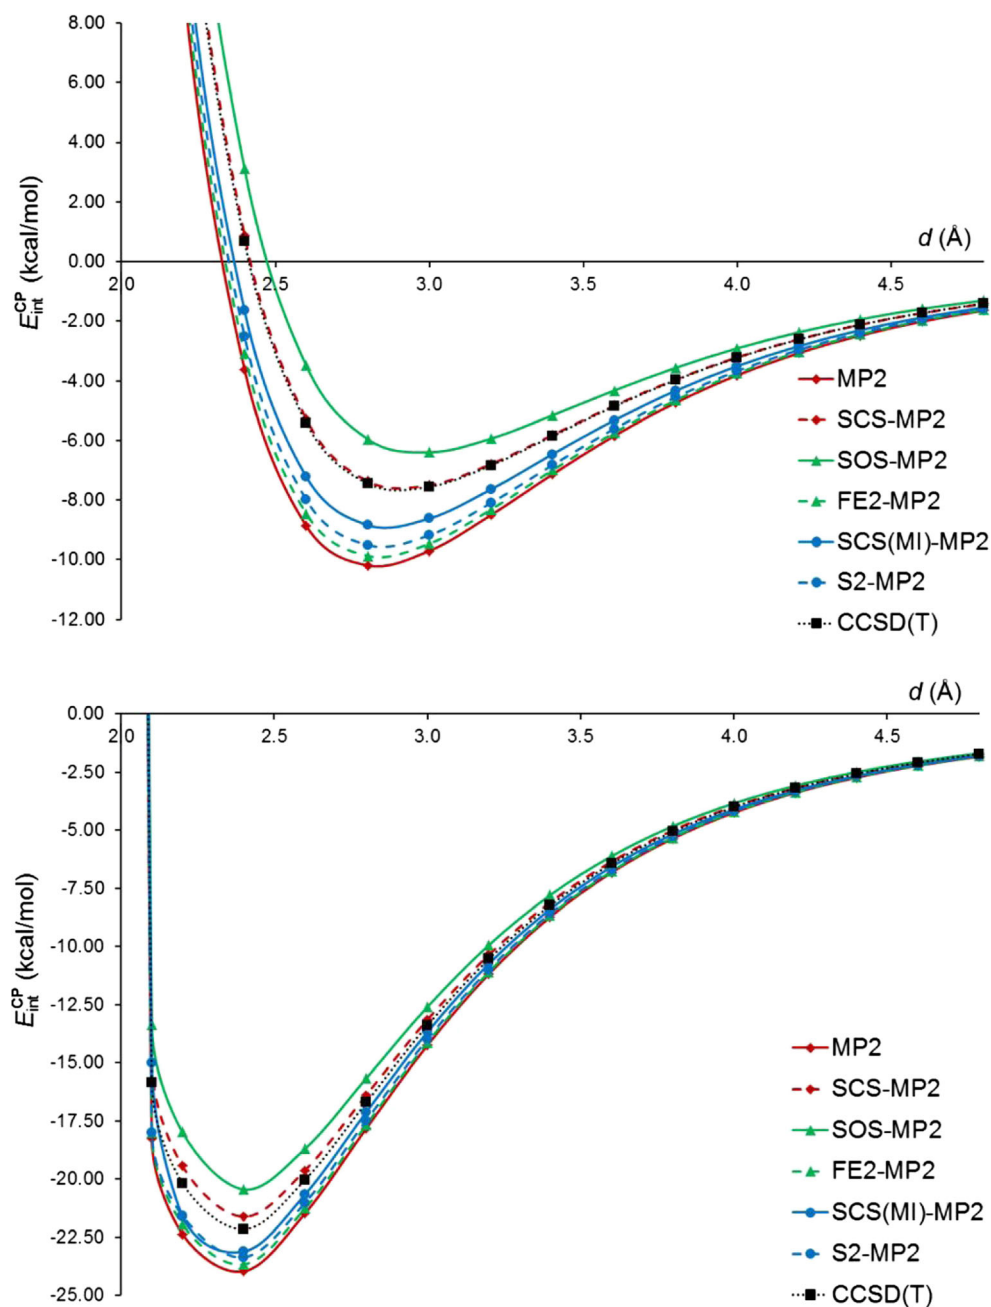 8.00
6.00
4.00
2.00
0.00
-2.00
-4.00
-6.00
-8.00
-10.00
-12.00
E_int^CP (kcal/mol)
d (Å)
2.0 2.5 3.0 3.5 4.0 4.5
MP2
SCS-MP2
SOS-MP2
FE2-MP2
SCS(MI)-MP2
S2-MP2
CCSD(T)
0.00
-2.50
-5.00
-7.50
-10.00
-12.50
-15.00
-17.50
-20.00
-22.50
-25.00
E_int^CP (kcal/mol)
d (Å)
2.0 2.5 3.0 3.5 4.0 4.5
MP2
SCS-MP2
SOS-MP2
FE2-MP2
SCS(MI)-MP2
S2-MP2
CCSD(T)